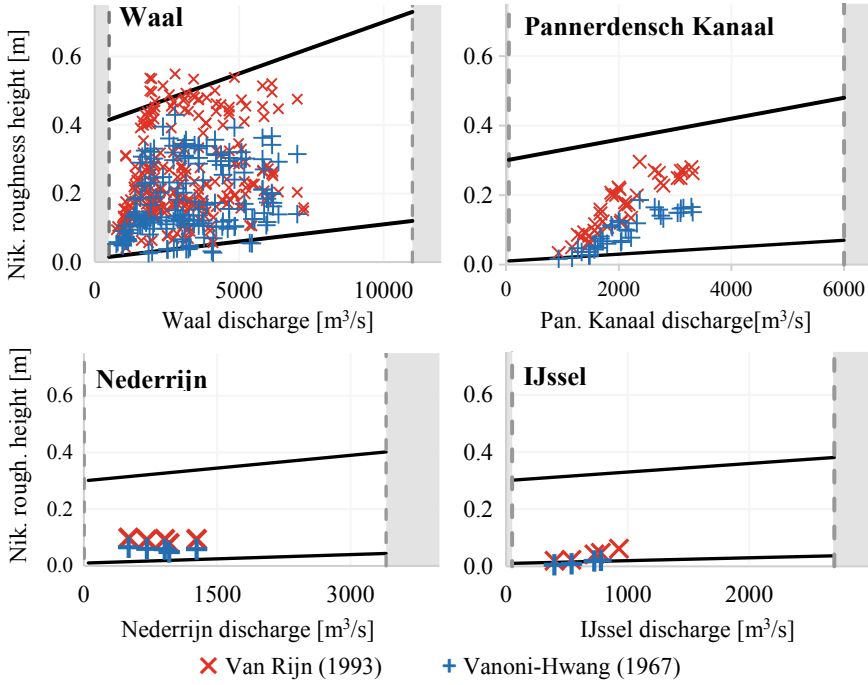 Waal
0.6
0.4
0.2
0.0
Nik. roughness height [m]
0
5000
10000
Waal discharge [m³/s]
Pannerdensch Kanaal
0.6
0.4
0.2
0.0
0
2000
4000
6000
Pan. Kanaal discharge[m³/s]
Nederrijn
0.6
0.4
0.2
0.0
Nik. rough. height [m]
0
1500
3000
Nederrijn discharge [m³/s]
IJssel
0.6
0.4
0.2
0.0
0
1000
2000
IJssel discharge [m³/s]
Van Rijn (1993)
Vanoni-Hwang (1967)